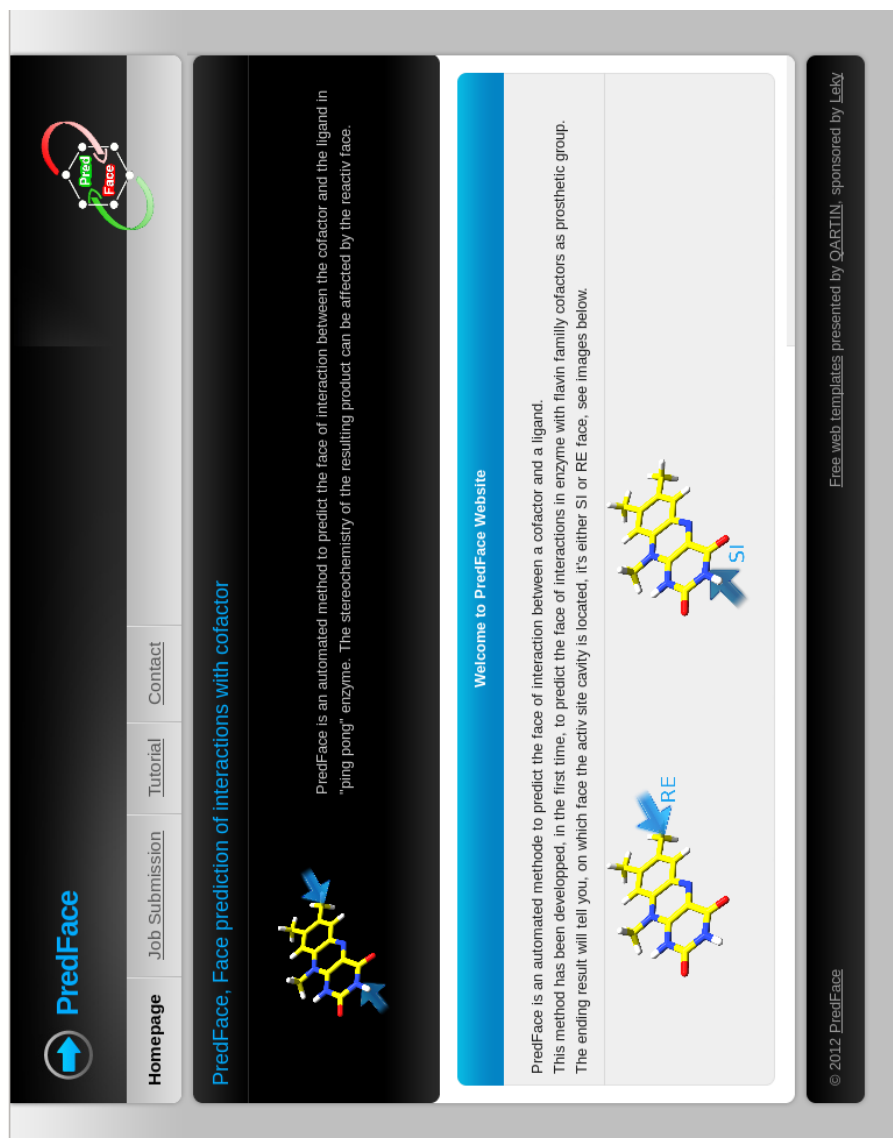 PredFace
Pred
Face
Homepage
Job Submission
Tutorial
Contact
PredFace, Face prediction of interactions with cofactor
PredFace is an automated method to predict the face of interaction between the cofactor and the ligand in
"ping pong" enzyme. The stereochemistry of the resulting product can be affected by the reactiv face.
Welcome to PredFace Website
PredFace is an automated methode to predict the face of interaction between a cofactor and a ligand.
This method has been developped, in the first time, to predict the face of interactions in enzyme with flavin familly cofactors as prosthetic group.
The ending result will tell you, on which face the activ site cavity is located, it's either SI or RE face, see images below.
RE
SI
© 2012 PredFace
Free web templates presented by QARTIN, sponsored by Leky